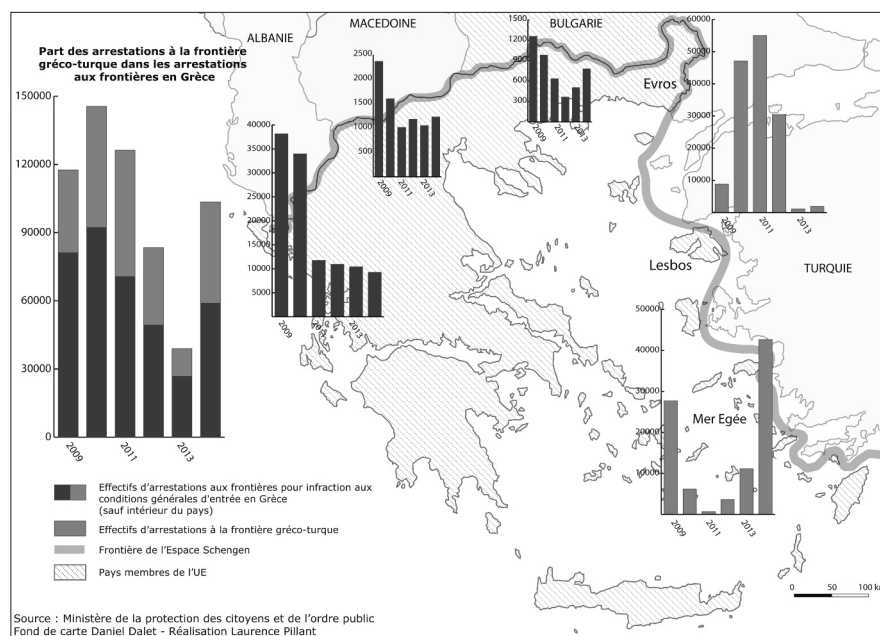 Part des arrestations à la frontière
gréco-turque dans les arrestations
aux frontières en Grèce
150000
120000
90000
60000
30000
0
2009
2011
2013
ALBANIE
40000
35000
30000
25000
20000
15000
10000
5000
2009
2011
2013
MACEDOINE
2500
2000
1500
1000
500
2009
2011
2013
BULGARIE
1500
1200
900
600
300
2009
2011
2013
Evros
60000
50000
40000
30000
20000
10000
2009
2011
2013
Lesbos
TURQUIE
50000
40000
30000
20000
10000
Mer Egée
2009
2011
2013
Effectifs d'arrestations aux frontières pour infraction aux
conditions générales d'entrée en Grèce
(sauf intérieur du pays)
Effectifs d'arrestations à la frontière gréco-turque
Frontière de l'Espace Schengen
Pays membres de l'UE
0 50 100 km
Source : Ministère de la protection des citoyens et de l'ordre public
Fond de carte Daniel Dalet - Réalisation Laurence Pillant